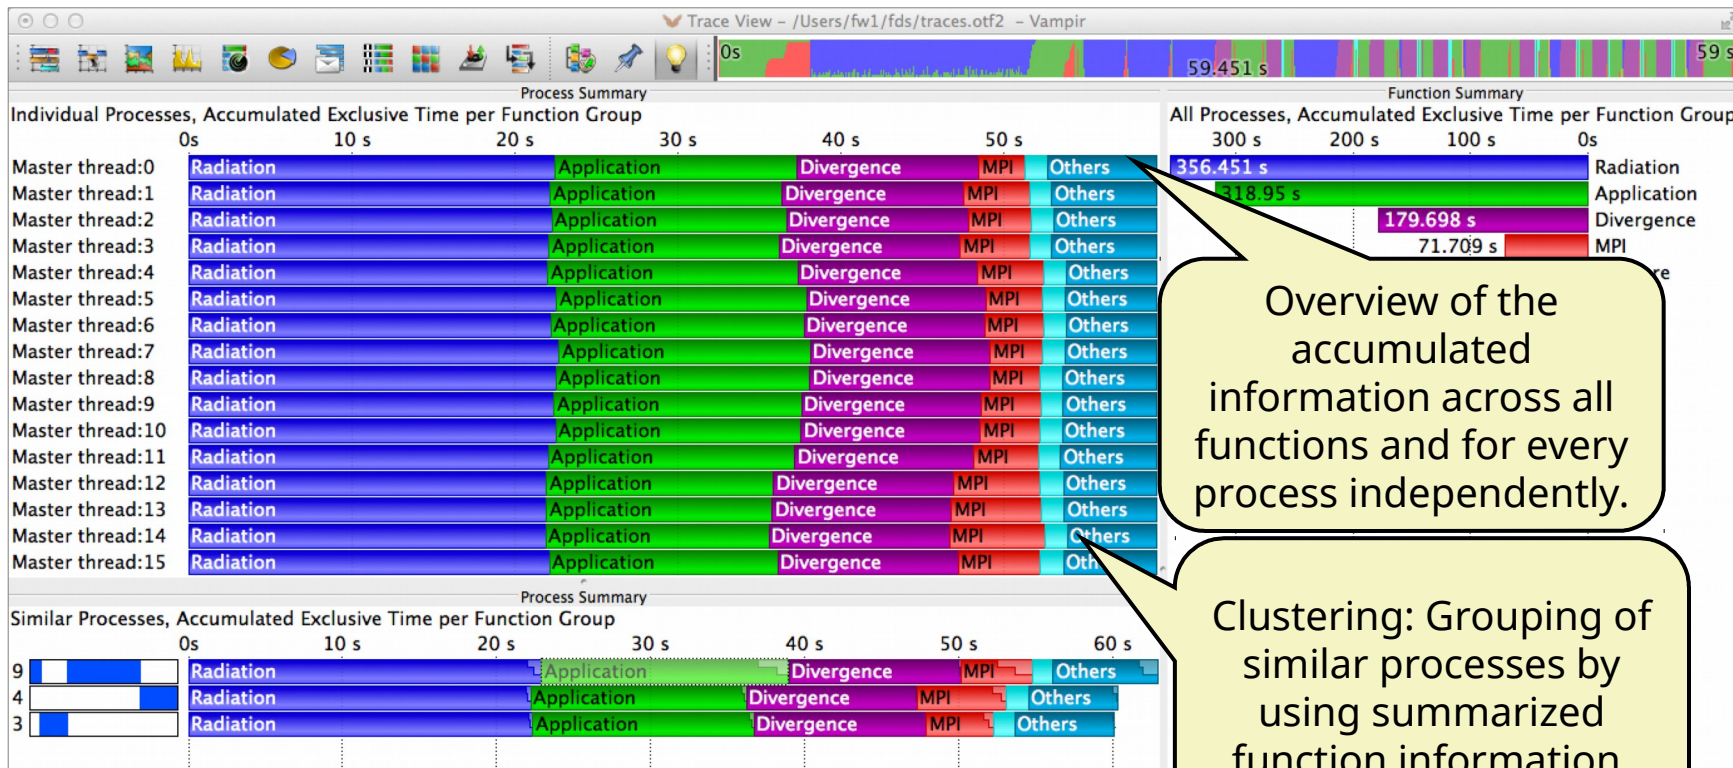 Trace View – /Users/fw1/fds/traces.otf2 – Vampir
0s
59.451 s
59 s
Process Summary
Individual Processes, Accumulated Exclusive Time per Function Group
0s 10 s 20 s 30 s 40 s 50 s
Master thread:0 Radiation Application Divergence MPI Others
Master thread:1 Radiation Application Divergence MPI Others
Master thread:2 Radiation Application Divergence MPI Others
Master thread:3 Radiation Application Divergence MPI Others
Master thread:4 Radiation Application Divergence MPI Others
Master thread:5 Radiation Application Divergence MPI Others
Master thread:6 Radiation Application Divergence MPI Others
Master thread:7 Radiation Application Divergence MPI Others
Master thread:8 Radiation Application Divergence MPI Others
Master thread:9 Radiation Application Divergence MPI Others
Master thread:10 Radiation Application Divergence MPI Others
Master thread:11 Radiation Application Divergence MPI Others
Master thread:12 Radiation Application Divergence MPI Others
Master thread:13 Radiation Application Divergence MPI Others
Master thread:14 Radiation Application Divergence MPI Others
Master thread:15 Radiation Application Divergence MPI Oth
Function Summary
All Processes, Accumulated Exclusive Time per Function Group
300 s 200 s 100 s 0s
356.451 s Radiation
318.95 s Application
179.698 s Divergence
71.709 s MPI
re
Overview of the
accumulated
information across all
functions and for every
process independently.
Process Summary
Similar Processes, Accumulated Exclusive Time per Function Group
0s 10 s 20 s 30 s 40 s 50 s 60 s
9 Radiation Application Divergence MPI Others
4 Radiation Application Divergence MPI Others
3 Radiation Application Divergence MPI Others
Clustering: Grouping of
similar processes by
using summarized
function information